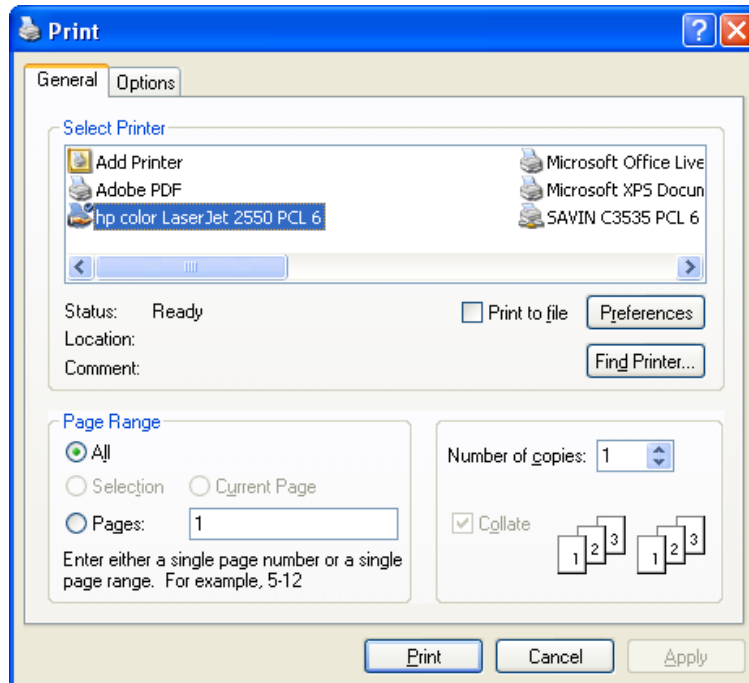 Print
General Options
Select Printer
Add Printer
Adobe PDF
hp color LaserJet 2550 PCL 6
Microsoft Office Live
Microsoft XPS Docun
SAVIN C3535 PCL 6
Status: Ready
Location:
Comment:
Print to file
Preferences
Find Printer...
Page Range
All
Selection Current Page
Pages: 1
Enter either a single page number or a single
page range. For example, 5-12
Number of copies: 1
Collate
1 2 3 1 2 3
Print Cancel Apply